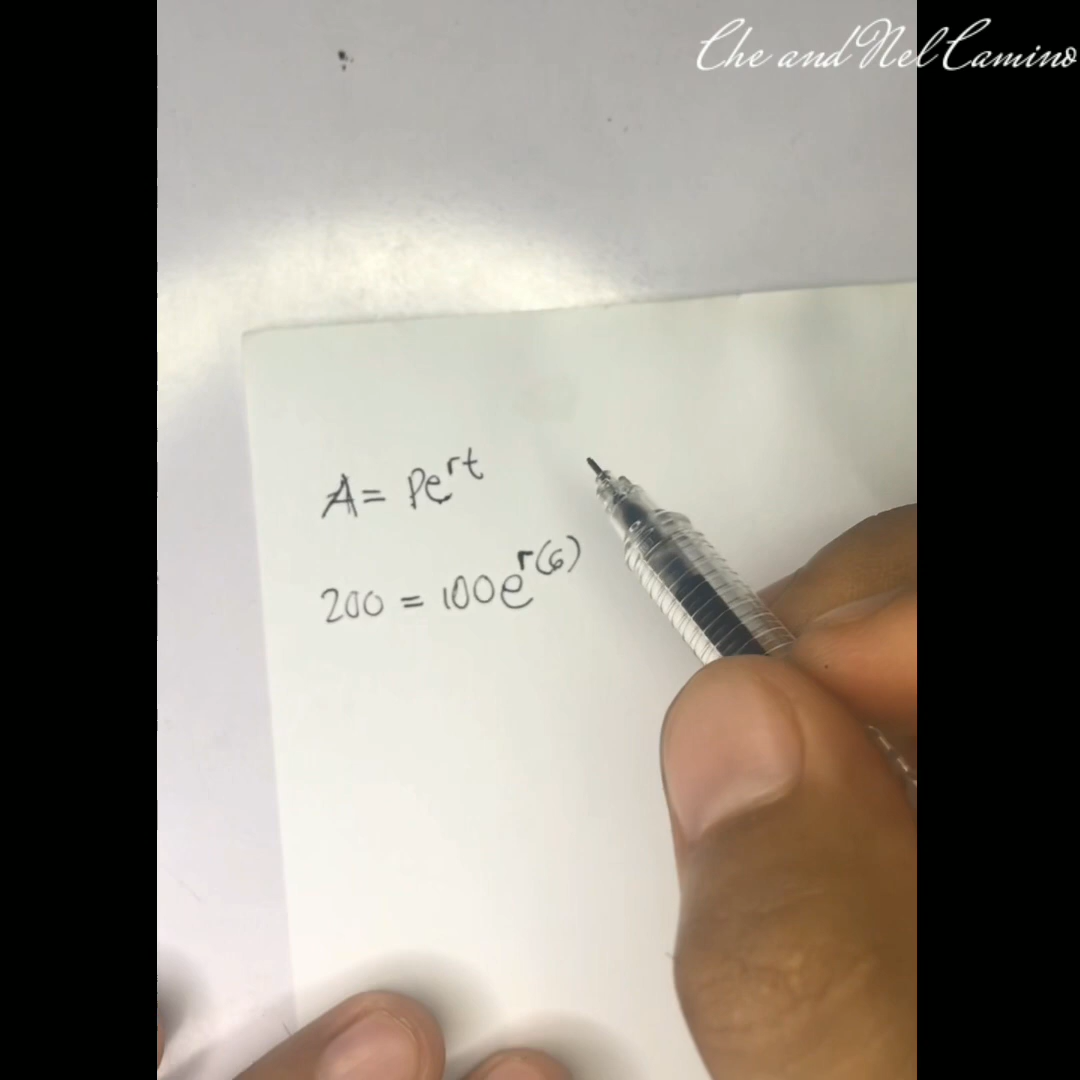 Che and Nel Camino
A = Pe^rt
200 = 100e^r(6)